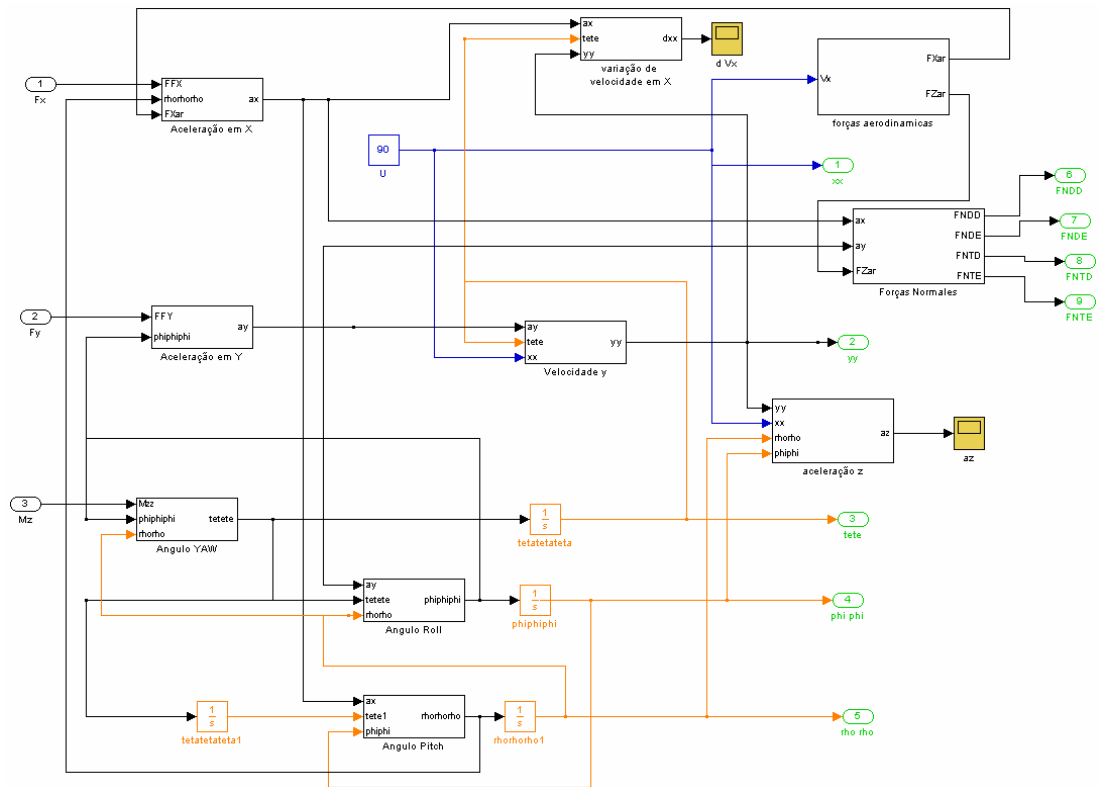 ax
tete
yy
dxx
variação de
velocidade em X
d Vx
1
Fx
FFX
rhorhorho
FXar
ax
Aceleração em X
Vx
FXar
FZar
forças aerodinamicas
90
U
1
xx
ax
ay
FZar
FNDD
FNDE
FNTD
FNTE
Forças Normales
6
FNDD
7
FNDE
8
FNTD
9
FNTE
2
Fy
FFY
phiphiphi
ay
Aceleração em Y
ay
tete
xx
yy
Velocidade y
2
yy
yy
xx
rhorho
phiphi
az
aceleração z
az
3
Mz
Mzz
phiphiphi
rhorho
tetete
Angulo YAW
1
s
tetatetateta
3
tete
ay
tetete
rhorho
phiphiphi
Angulo Roll
1
s
phiphiphi
4
phi phi
1
s
tetatetateta1
ax
tete1
phiphi
rhorhorho
Angulo Pitch
1
s
rhorhorho1
5
rho rho